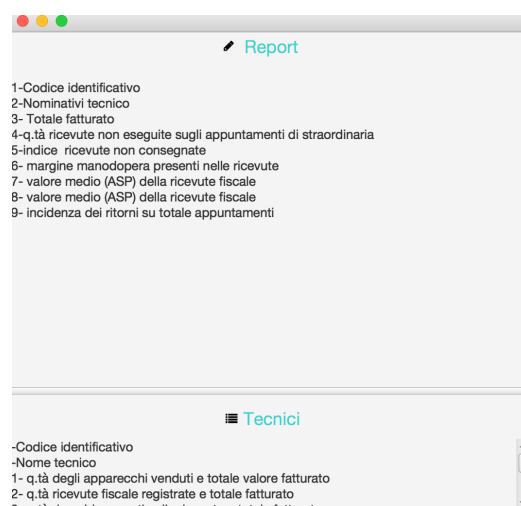 Report
1-Codice identificativo
2-Nominativi tecnico
3- Totale fatturato
4-q.tà ricevute non eseguite sugli appuntamenti di straordinaria
5-indice ricevute non consegnate
6- margine manodopera presenti nelle ricevute
7- valore medio (ASP) della ricevute fiscale
8- valore medio (ASP) della ricevute fiscale
9- incidenza dei ritorni su totale appuntamenti
Tecnici
-Codice identificativo
-Nome tecnico
1- q.tà degli apparecchi venduti e totale valore fatturato
2- q.tà ricevute fiscale registrate e totale fatturato